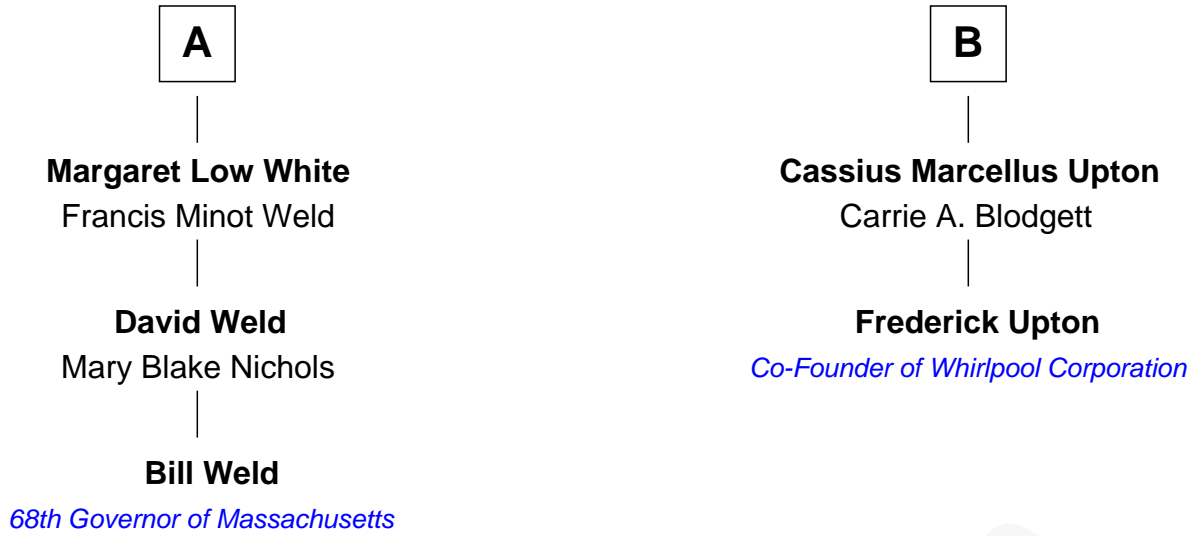 A
Margaret Low White
Francis Minot Weld
David Weld
Mary Blake Nichols
Bill Weld
68th Governor of Massachusetts
B
Cassius Marcellus Upton
Carrie A. Blodgett
Frederick Upton
Co-Founder of Whirlpool Corporation